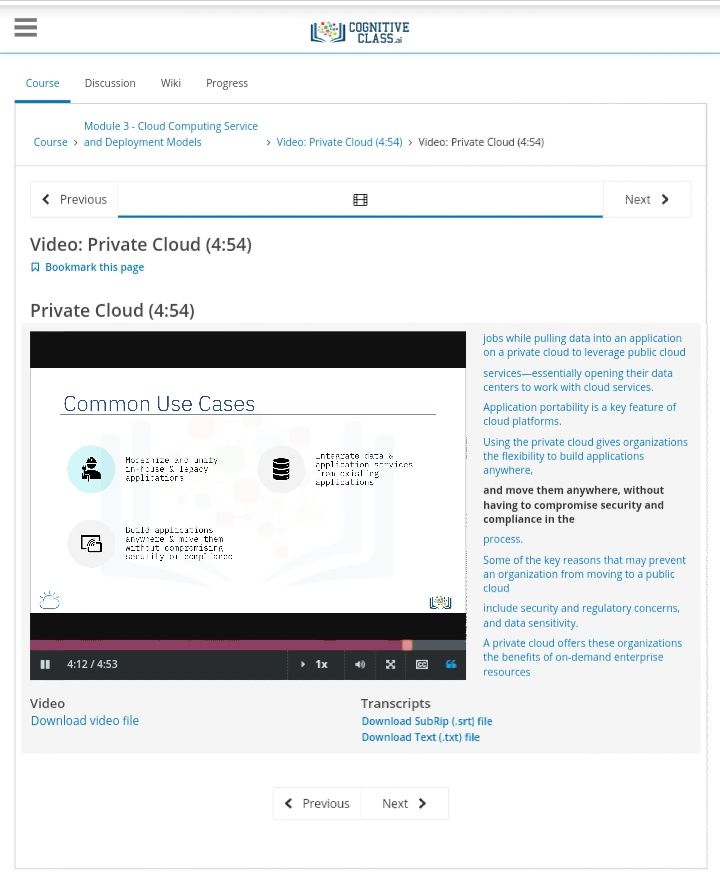 COGNITIVE
CLASS.ai
Course
Discussion
Wiki
Progress
Course > Module 3 - Cloud Computing Service
and Deployment Models
> Video: Private Cloud (4:54) > Video: Private Cloud (4:54)
Previous
Next
Video: Private Cloud (4:54)
Bookmark this page
Private Cloud (4:54)
Common Use Cases
Modernize and unify
in-house & legacy
applications
Integrate data &
application services
from existing
applications
Build applications
anywhere & move them
without compromising
security or compliance
4:12 / 4:53
1x
jobs while pulling data into an application
on a private cloud to leverage public cloud
services—essentially opening their data
centers to work with cloud services.
Application portability is a key feature of
cloud platforms.
Using the private cloud gives organizations
the flexibility to build applications
anywhere,
and move them anywhere, without
having to compromise security and
compliance in the
process.
Some of the key reasons that may prevent
an organization from moving to a public
cloud
include security and regulatory concerns,
and data sensitivity.
A private cloud offers these organizations
the benefits of on-demand enterprise
resources
Video
Download video file
Transcripts
Download SubRip (.srt) file
Download Text (.txt) file
Previous
Next